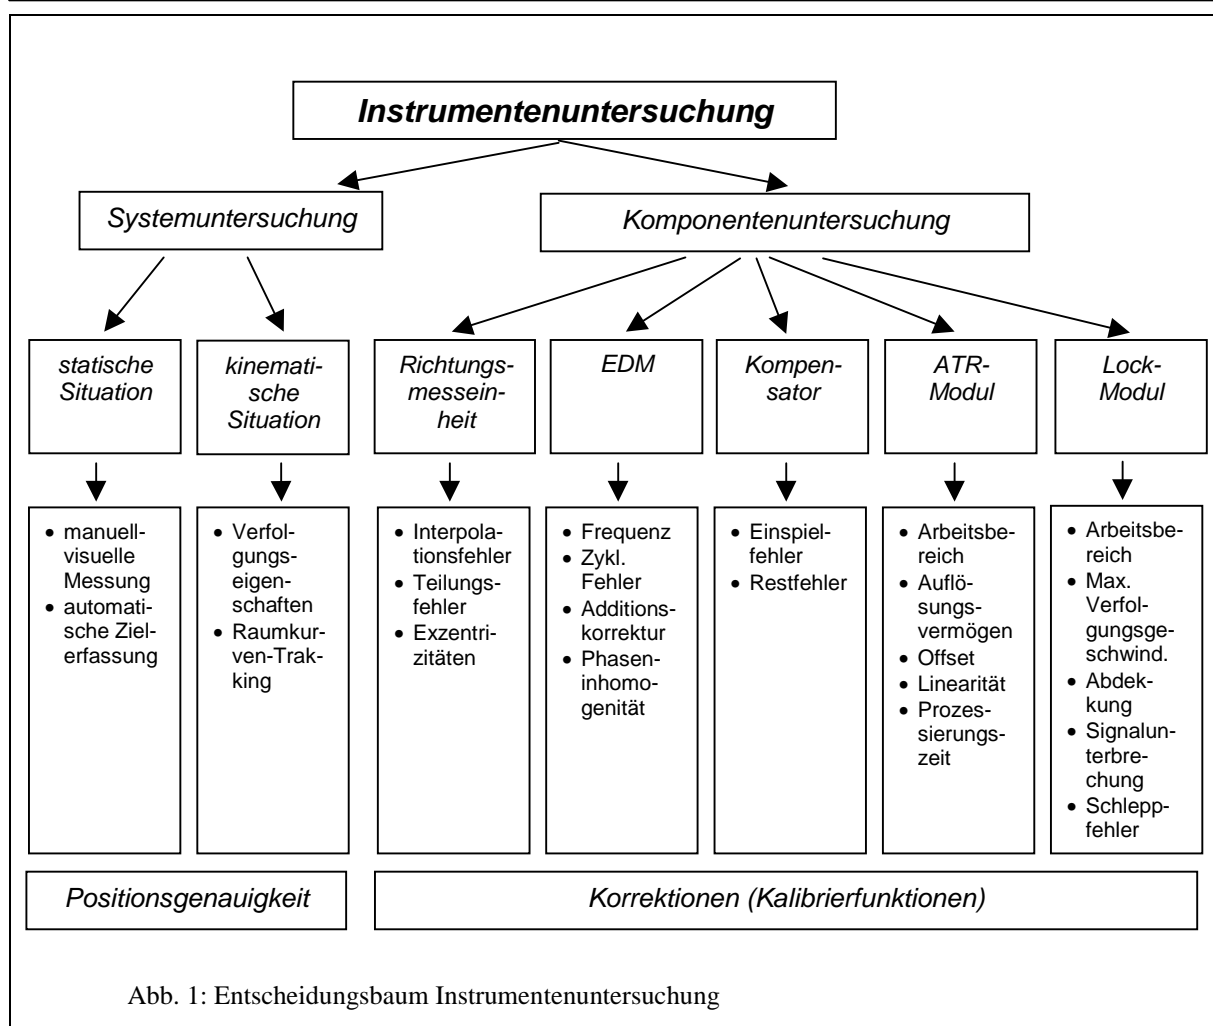 Instrumentenuntersuchung
Systemuntersuchung
Komponentenuntersuchung
statische
Situation
kinemati-
sche
Situation
Richtungs-
messein-
heit
EDM
Kompen-
sator
ATR-
Modul
Lock-
Modul
• manuell-
visuelle
Messung
• automati-
sche Ziel-
erfassung
• Verfol-
gungs-
eigen-
schaften
• Raumkur-
ven-Trak-
king
• Interpola-
tionsfehler
• Teilungs-
fehler
• Exzentri-
zitäten
• Frequenz
• Zykl.
Fehler
• Additions-
korrektur
• Phasen-
inhomo-
genität
• Einspiel-
fehler
• Restfehler
• Arbeitsbe-
reich
• Auflö-
sungs-
vermögen
• Offset
• Linearität
• Prozes-
sierungs-
zeit
• Arbeitsbe-
reich
• Max.
Verfol-
gungsge-
schwind.
• Abdek-
kung
• Signalun-
terbre-
chung
• Schlepp-
fehler
Positionsgenauigkeit
Korrektionen (Kalibrierfunktionen)
Abb. 1: Entscheidungsbaum Instrumentenuntersuchung